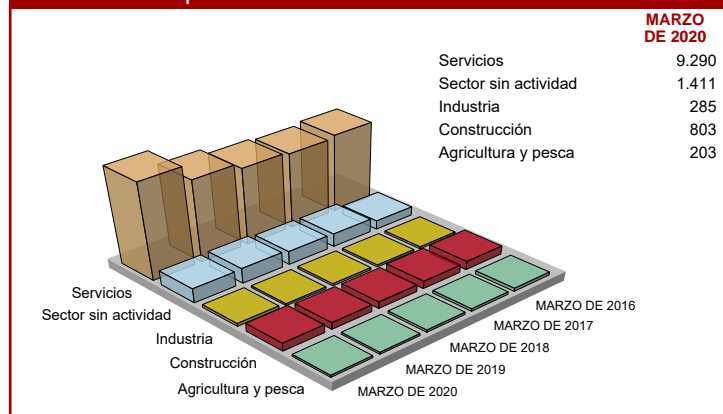 MARZO
DE 2020
Servicios 9.290
Sector sin actividad 1.411
Industria 285
Construcción 803
Agricultura y pesca 203
Servicios
Sector sin actividad
Industria
Construcción
Agricultura y pesca
MARZO DE 2016
MARZO DE 2017
MARZO DE 2018
MARZO DE 2019
MARZO DE 2020